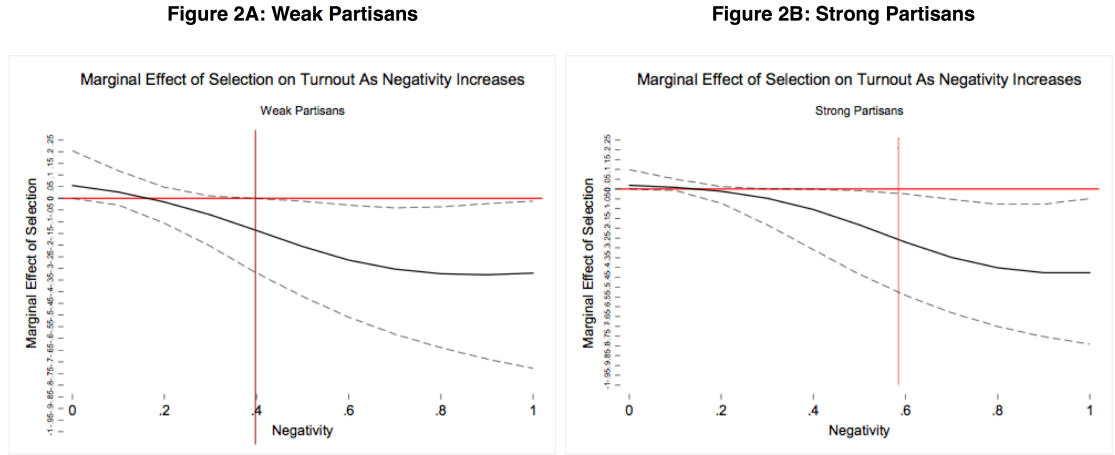 Figure 2A: Weak Partisans
Marginal Effect of Selection on Turnout As Negativity Increases
Weak Partisans
Marginal Effect of Selection
0 .2 .4 .6 .8 1
Negativity
Figure 2B: Strong Partisans
Marginal Effect of Selection on Turnout As Negativity Increases
Strong Partisans
Marginal Effect of Selection
0 .2 .4 .6 .8 1
Negativity